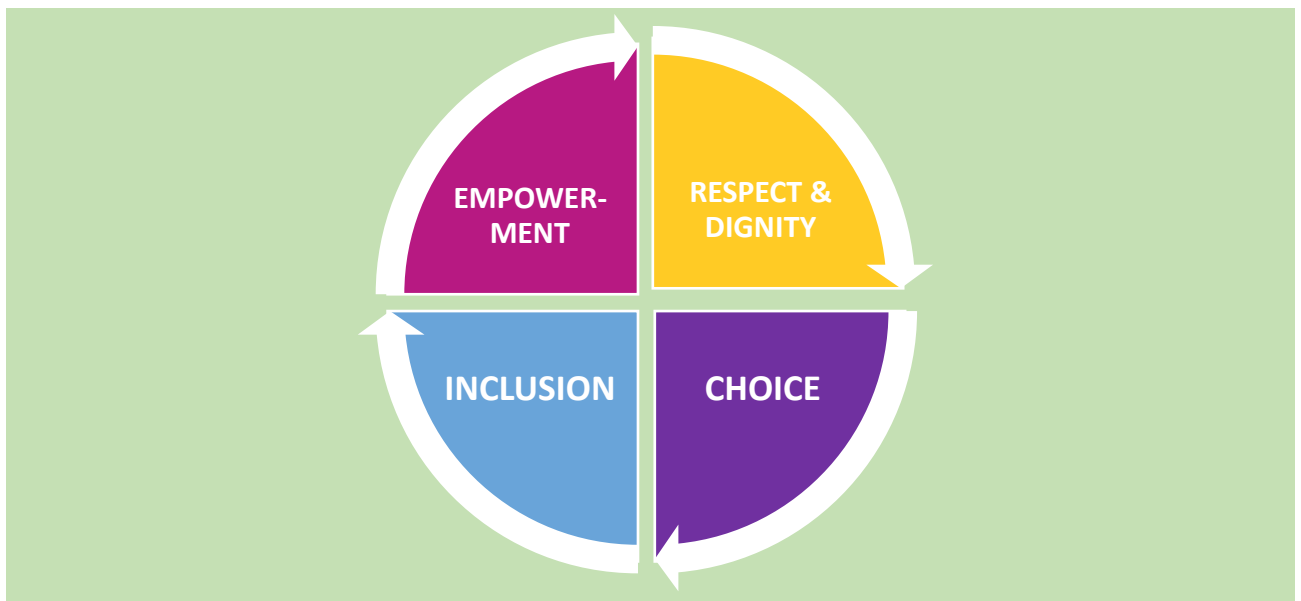 EMPOWER-
MENT
RESPECT &
DIGNITY
INCLUSION
CHOICE